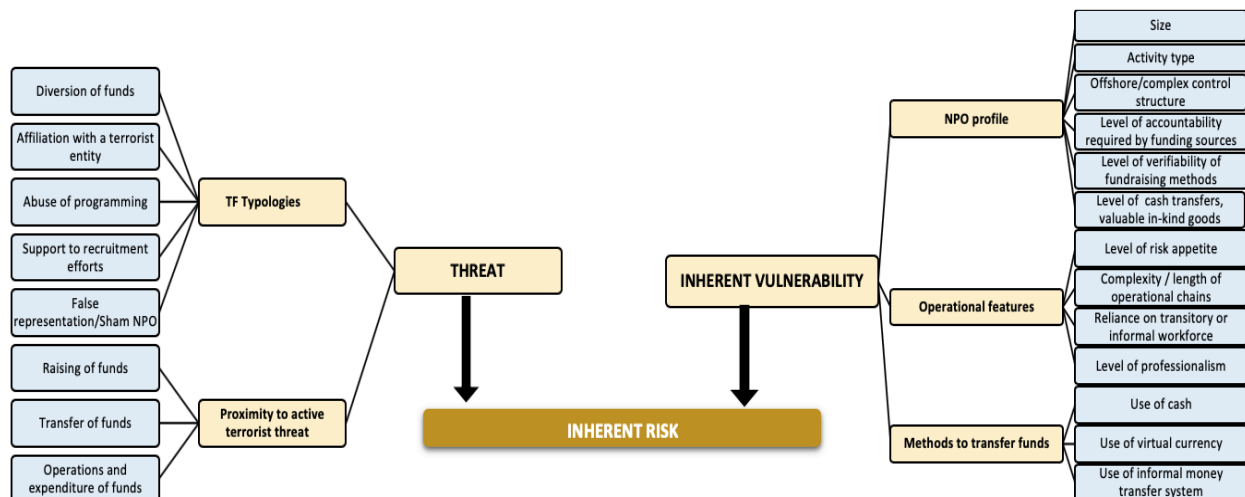 Diversion of funds
Affiliation with a terrorist
entity
Abuse of programming
Support to recruitment
efforts
False
representation/Sham NPO
Raising of funds
Transfer of funds
Operations and
expenditure of funds
TF Typologies
Proximity to active
terrorist threat
THREAT
INHERENT RISK
INHERENT VULNERABILITY
NPO profile
Operational features
Methods to transfer funds
Size
Activity type
Offshore/complex control
structure
Level of accountability
required by funding sources
Level of verifiability of
fundraising methods
Level of cash transfers,
valuable in-kind goods
Level of risk appetite
Complexity / length of
operational chains
Reliance on transitory or
informal workforce
Level of professionalism
Use of cash
Use of virtual currency
Use of informal money
transfer system